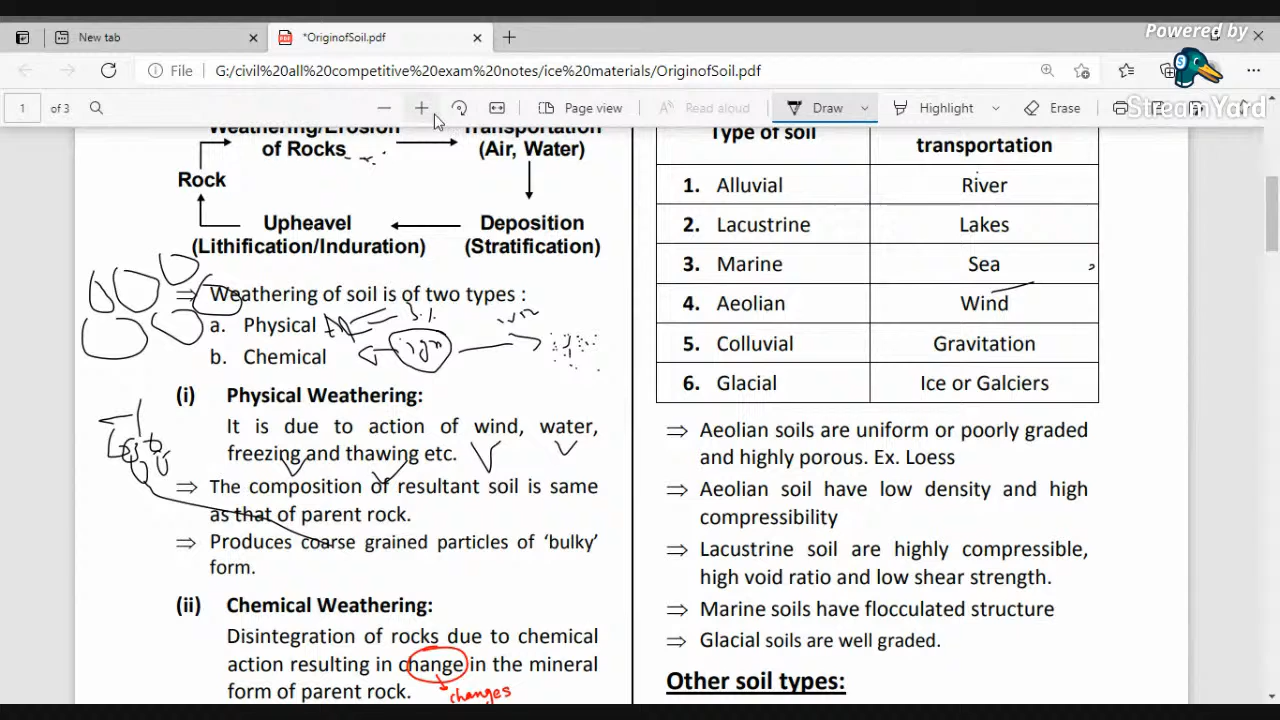 Powered by
StreamYard
New tab
*OriginofSoil.pdf
File
G:/civil%20all%20competitive%20exam%20notes/ice%20materials/OriginofSoil.pdf
1 of 3
Page view
Read aloud
Draw
Highlight
Erase
Weathering/Erosion of Rocks
Transportation (Air, Water)
Rock
Upheavel (Lithification/Induration)
Deposition (Stratification)
⇒ Weathering of soil is of two types :
a. Physical
b. Chemical
(i) Physical Weathering:
It is due to action of wind, water,
freezing and thawing etc.
⇒ The composition of resultant soil is same
as that of parent rock.
⇒ Produces coarse grained particles of ‘bulky’
form.
(ii) Chemical Weathering:
Disintegration of rocks due to chemical
action resulting in change in the mineral
form of parent rock.
changes
Type of soil
transportation
1. Alluvial River
2. Lacustrine Lakes
3. Marine Sea
4. Aeolian Wind
5. Colluvial Gravitation
6. Glacial Ice or Galciers
⇒ Aeolian soils are uniform or poorly graded
and highly porous. Ex. Loess
⇒ Aeolian soil have low density and high
compressibility
⇒ Lacustrine soil are highly compressible,
high void ratio and low shear strength.
⇒ Marine soils have flocculated structure
⇒ Glacial soils are well graded.
Other soil types: